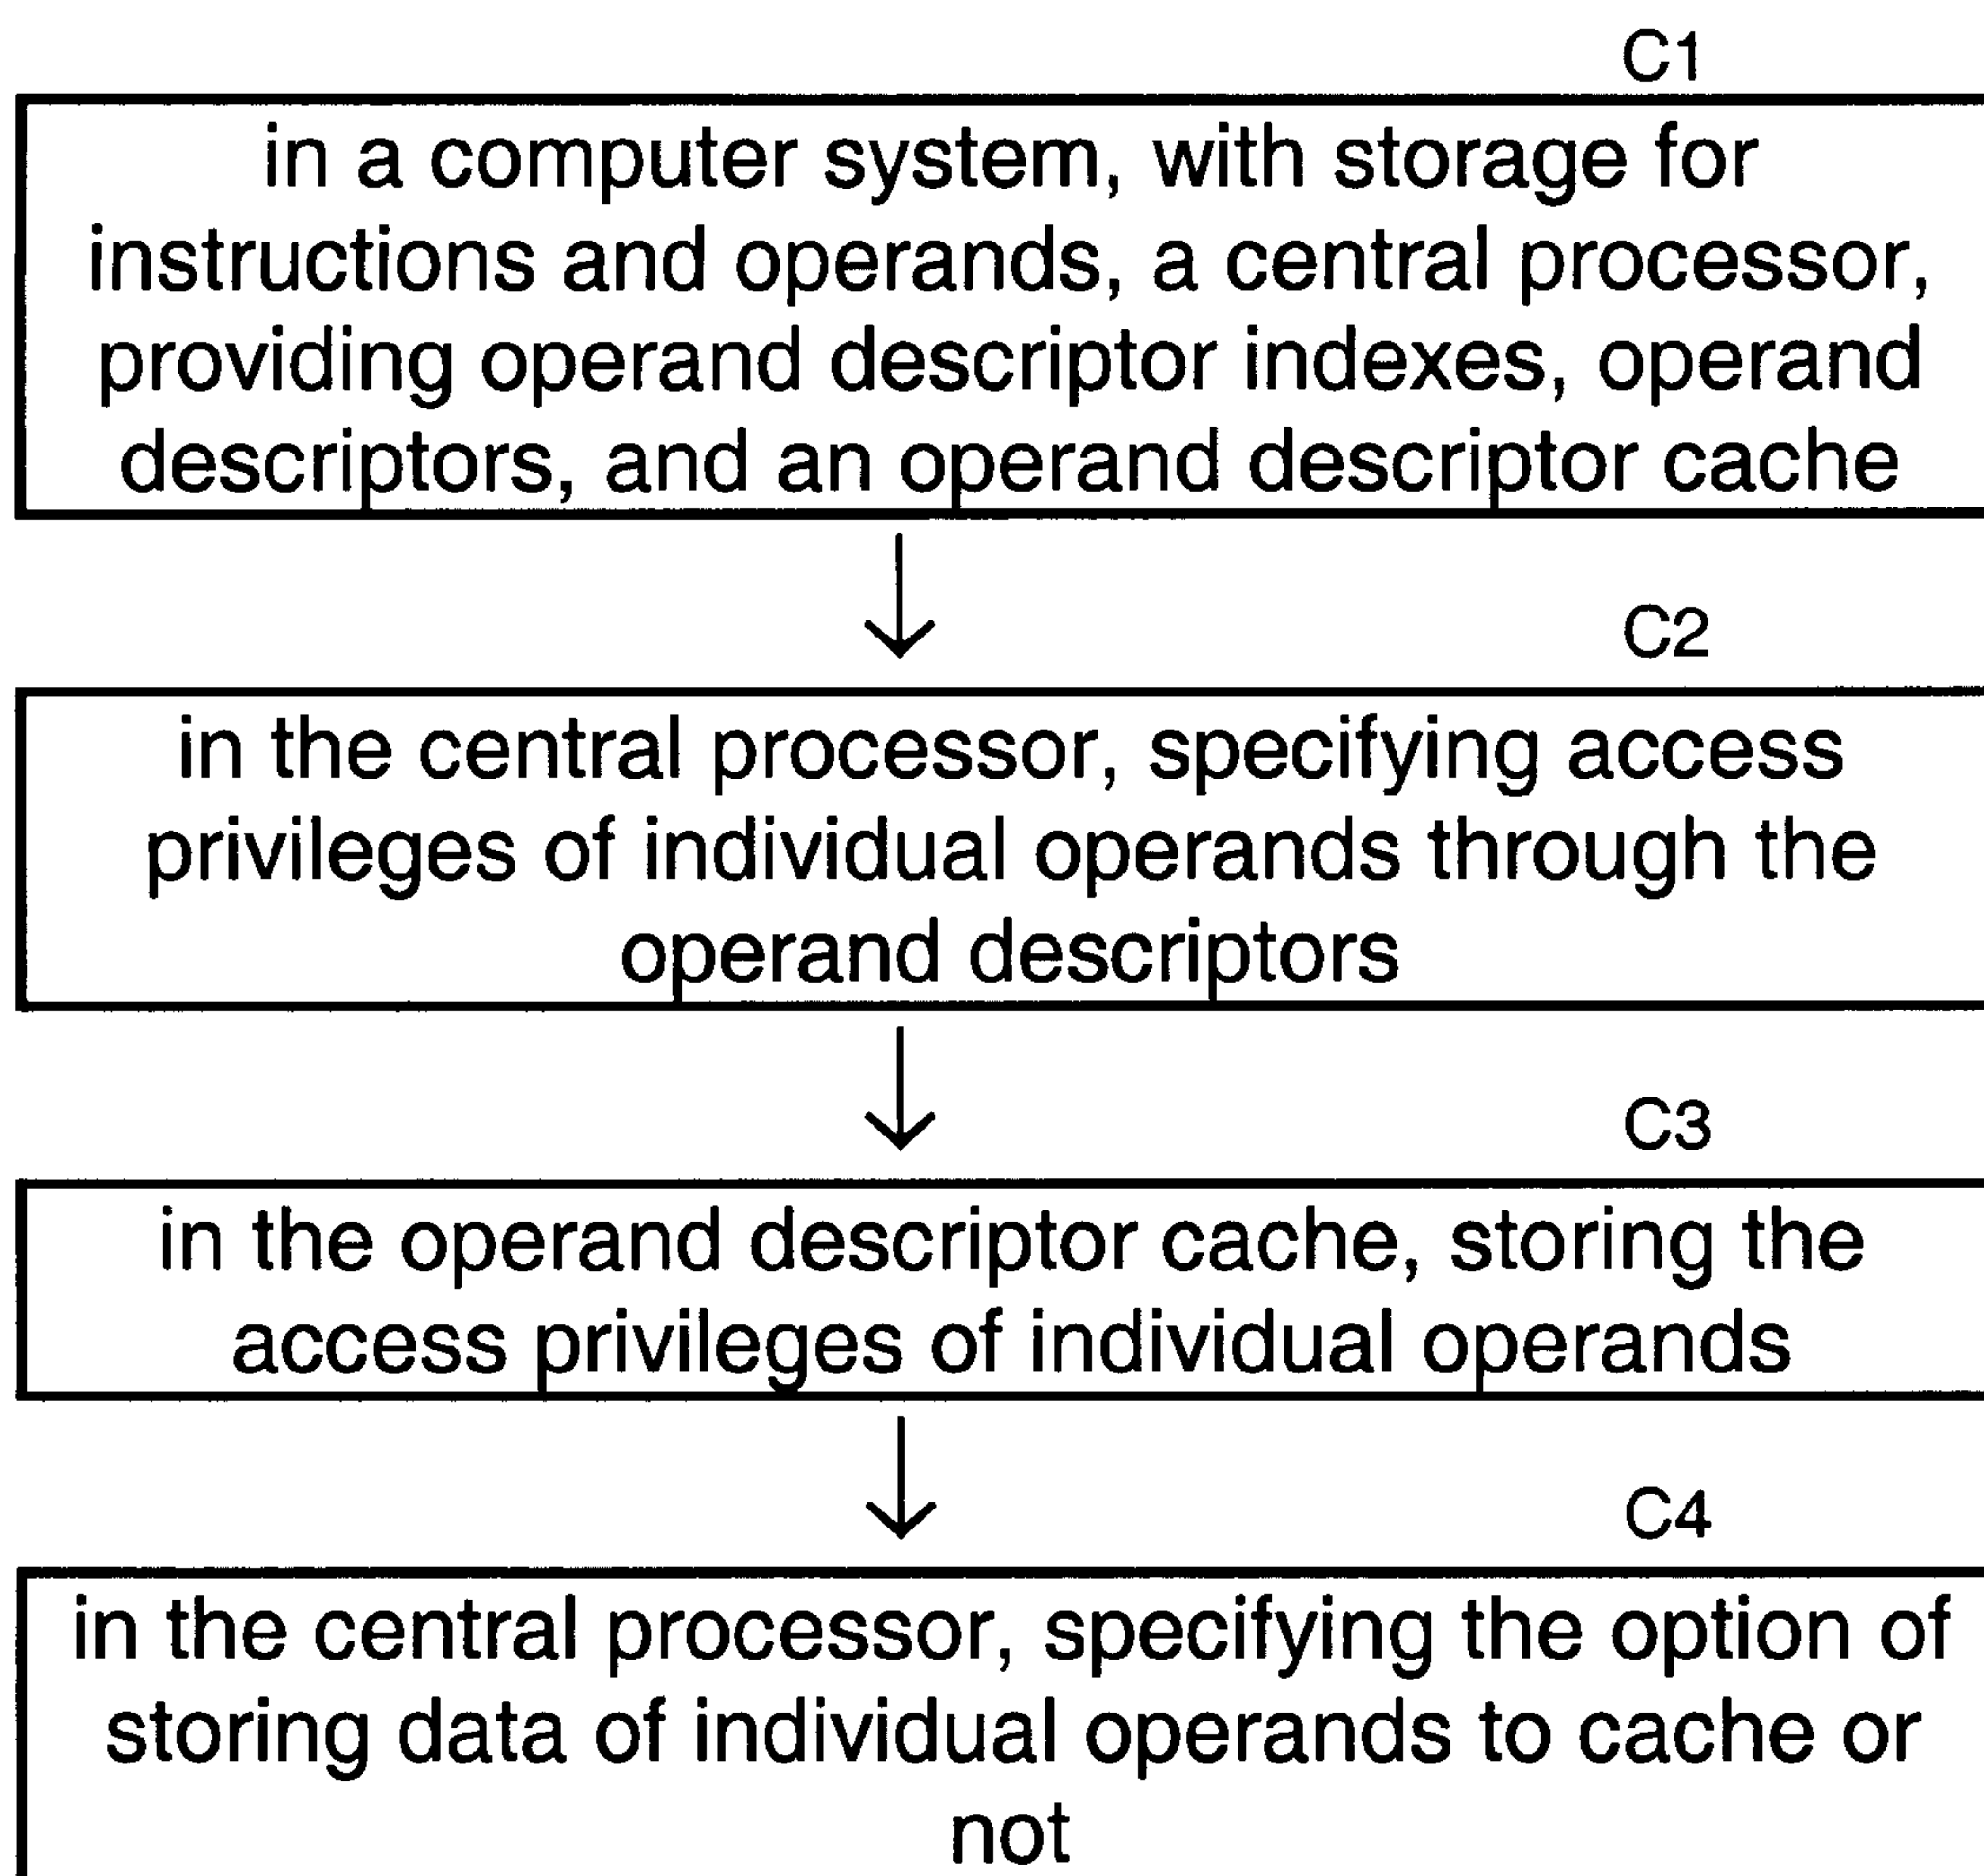 C1
in a computer system, with storage for
instructions and operands, a central processor,
providing operand descriptor indexes, operand
descriptors, and an operand descriptor cache
C2
in the central processor, specifying access
privileges of individual operands through the
operand descriptors
C3
in the operand descriptor cache, storing the
access privileges of individual operands
C4
in the central processor, specifying the option of
storing data of individual operands to cache or
not